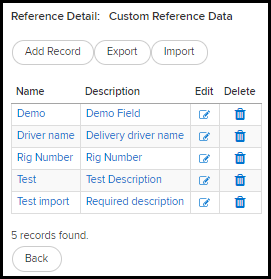 Reference Detail: Custom Reference Data
Add Record Export Import
Name Description Edit Delete
Demo Demo Field
Driver name Delivery driver name
Rig Number Rig Number
Test Test Description
Test import Required description
5 records found.
Back